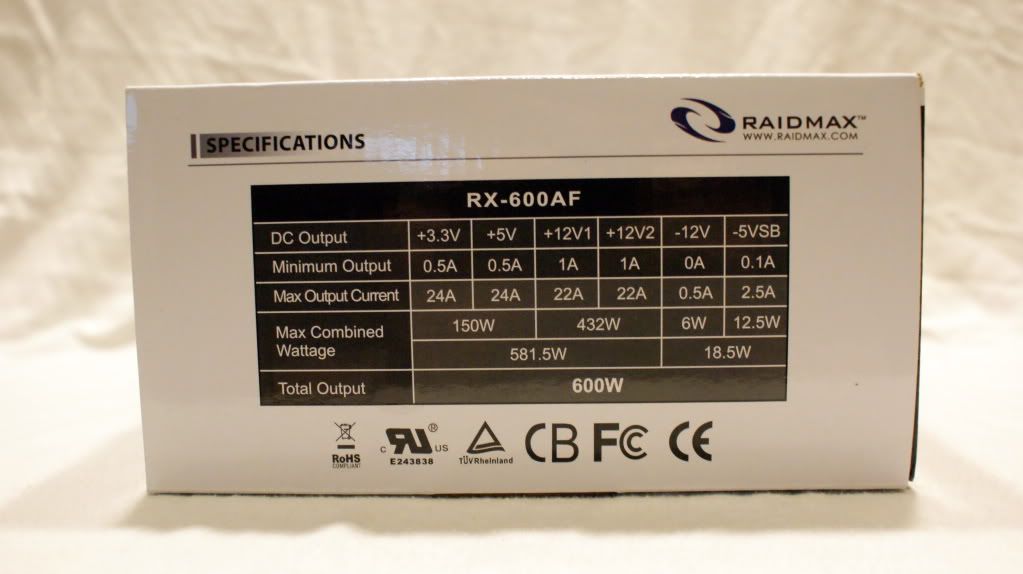 RAIDMAX™
WWW.RAIDMAX.COM
SPECIFICATIONS
RX-600AF
DC Output +3.3V +5V +12V1 +12V2 -12V -5VSB
Minimum Output 0.5A 0.5A 1A 1A 0A 0.1A
Max Output Current 24A 24A 22A 22A 0.5A 2.5A
Max Combined Wattage 150W 432W 6W 12.5W
581.5W 18.5W
Total Output 600W
RoHS
COMPLIANT
c RU® US
E243838
TÜVRheinland
CB FC CE